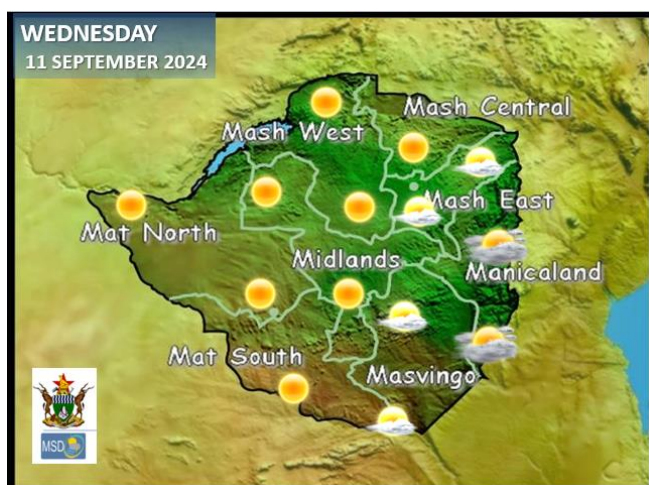 WEDNESDAY
11 SEPTEMBER 2024
Mash Central
Mash West
Mash East
Mat North
Midlands
Manicaland
Mat South
Masvingo
MSD